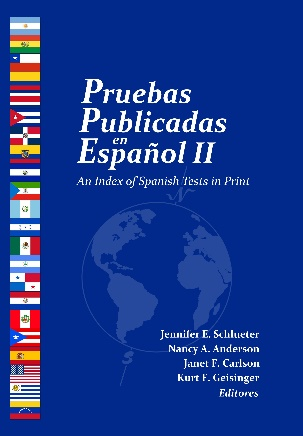 Pruebas
Publicadas
en
Español II
An Index of Spanish Tests in Print
N
S
Jennifer E. Schlueter
Nancy A. Anderson
Janet F. Carlson
Kurt F. Geisinger
Editores